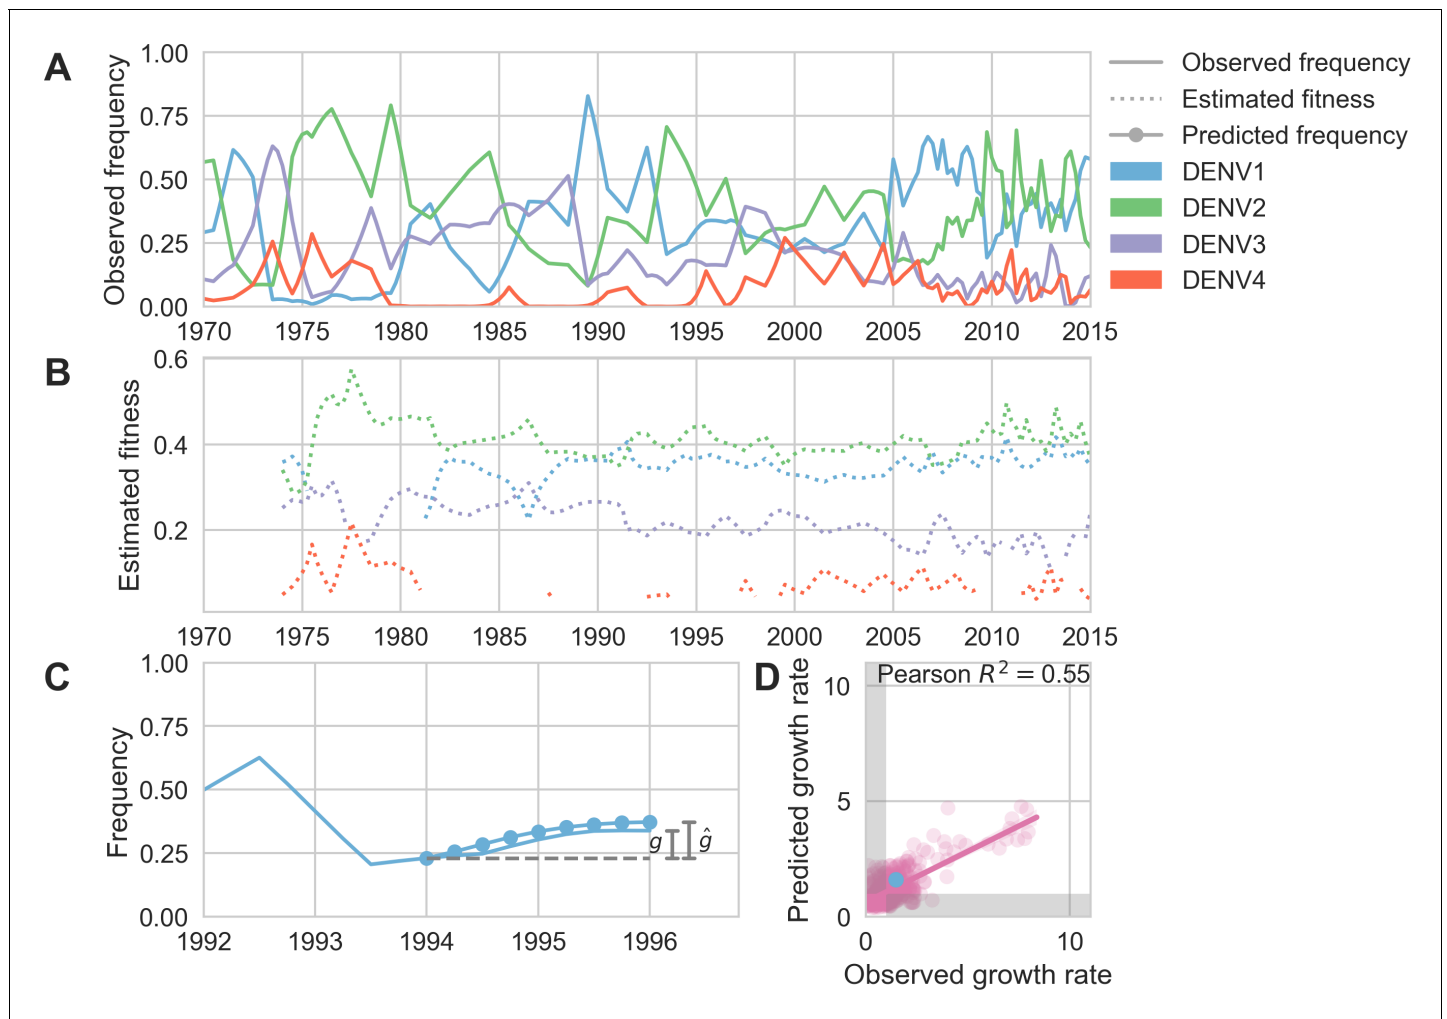 A
Observed frequency
1.00
0.75
0.50
0.25
0.00
1970 1975 1980 1985 1990 1995 2000 2005 2010 2015
Observed frequency
Estimated fitness
Predicted frequency
DENV1
DENV2
DENV3
DENV4
B
Estimated fitness
0.6
0.4
0.2
1970 1975 1980 1985 1990 1995 2000 2005 2010 2015
C
Frequency
1.00
0.75
0.50
0.25
0.00
1992 1993 1994 1995 1996
g ĝ
D
Predicted growth rate
Pearson R² = 0.55
10
5
0
0 10
Observed growth rate